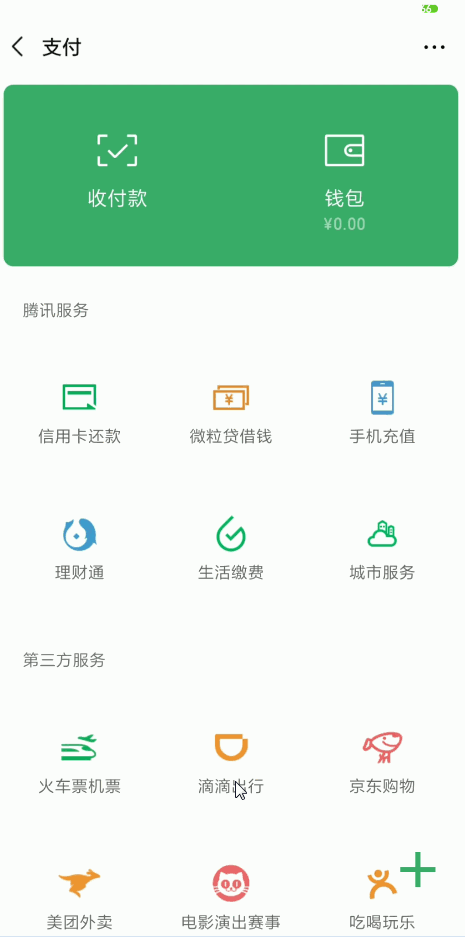 56
支付
收付款 钱包
¥0.00
腾讯服务
信用卡还款 微粒贷借钱 手机充值
理财通 生活缴费 城市服务
第三方服务
火车票机票 滴滴出行 京东购物
美团外卖 电影演出赛事 吃喝玩乐